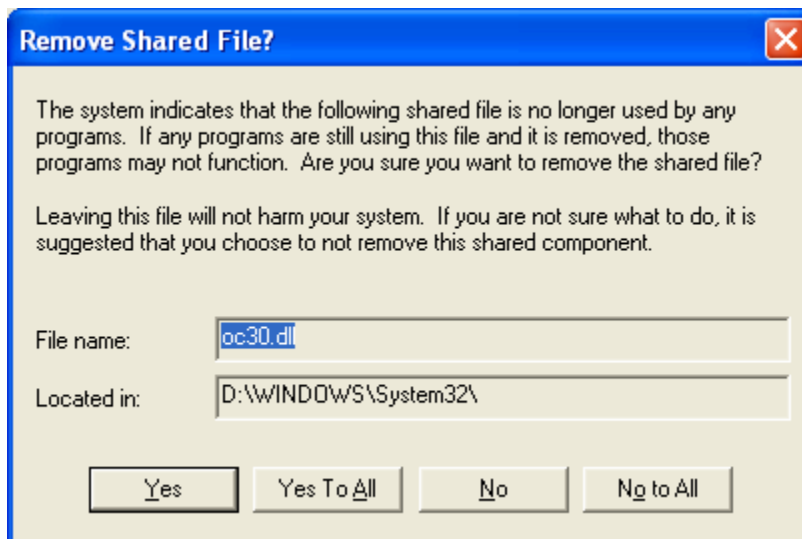 Remove Shared File?
The system indicates that the following shared file is no longer used by any
programs.  If any programs are still using this file and it is removed, those
programs may not function.  Are you sure you want to remove the shared file?
Leaving this file will not harm your system.  If you are not sure what to do, it is
suggested that you choose to not remove this shared component.
File name: oc30.dll
Located in: D:\WINDOWS\System32\
Yes Yes To All No No to All